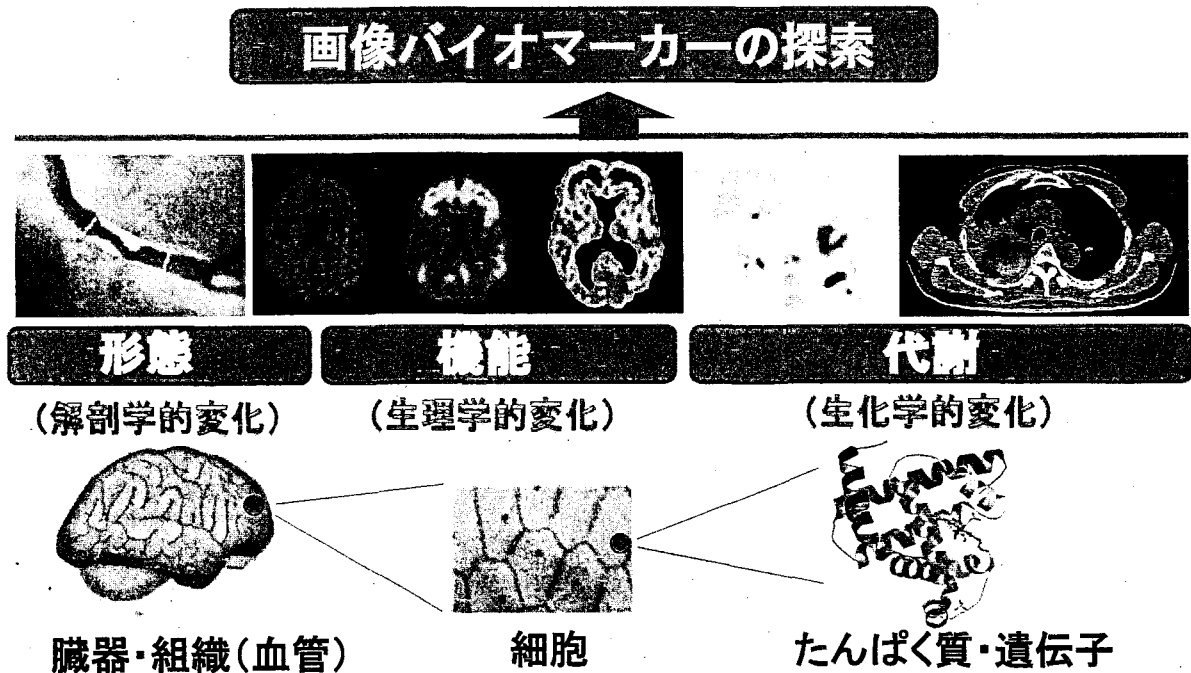 画像バイオマーカーの探索
形態
機能
代謝
(解剖学的変化)
(生理学的変化)
(生化学的変化)
臓器・組織(血管)
細胞
たんぱく質・遺伝子